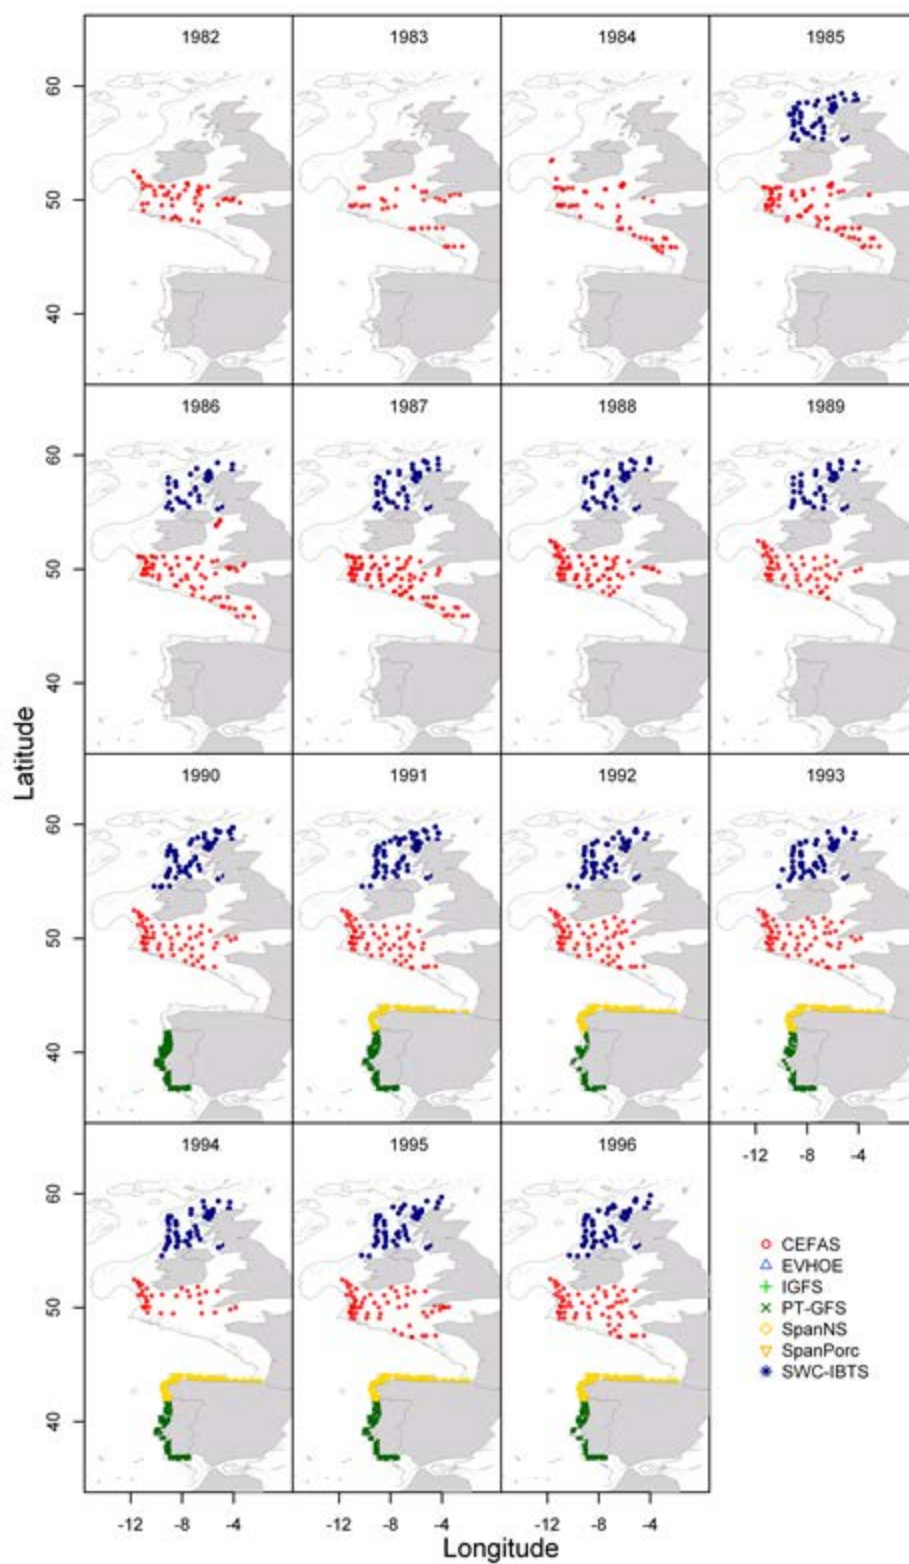 1982 1983 1984 1985
60
50
40
1986 1987 1988 1989
60
50
40
Latitude
1990 1991 1992 1993
60
50
40
1994 1995 1996
-12 -8 -4
60
50
40
CEFAS
EVHOE
IGFS
PT-GFS
SpanNS
SpanPorc
SWC-IBTS
-12 -8 -4 -12 -8 -4 -12 -8 -4
Longitude